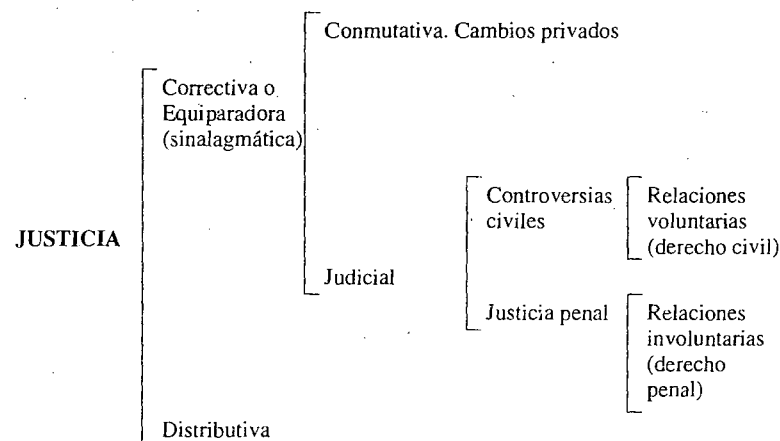 JUSTICIA
Correctiva o
Equiparadora
(sinalagmática)
Conmutativa. Cambios privados
Judicial
Controversias
civiles
Relaciones
voluntarias
(derecho civil)
Justicia penal
Relaciones
involuntarias
(derecho
penal)
Distributiva